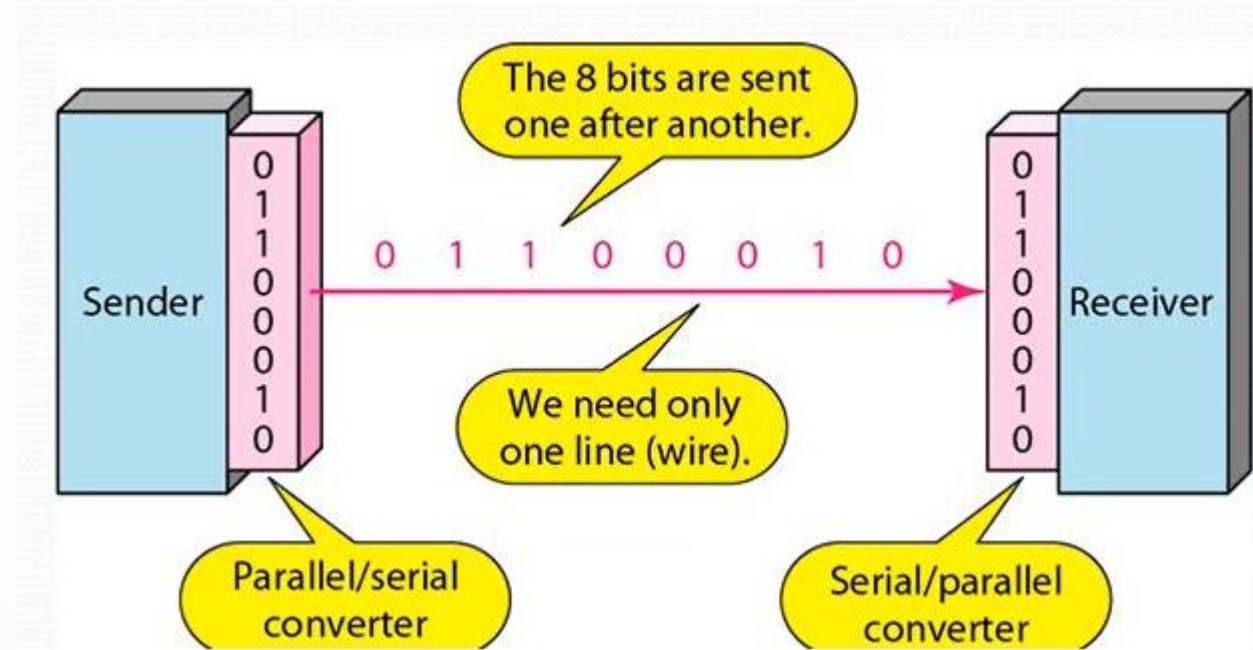 The 8 bits are sent
one after another.
0
1
1
0
0
0
1
0
0 1 1 0 0 0 1 0
0
1
1
0
0
0
1
0
Sender
Receiver
We need only
one line (wire).
Parallel/serial
converter
Serial/parallel
converter